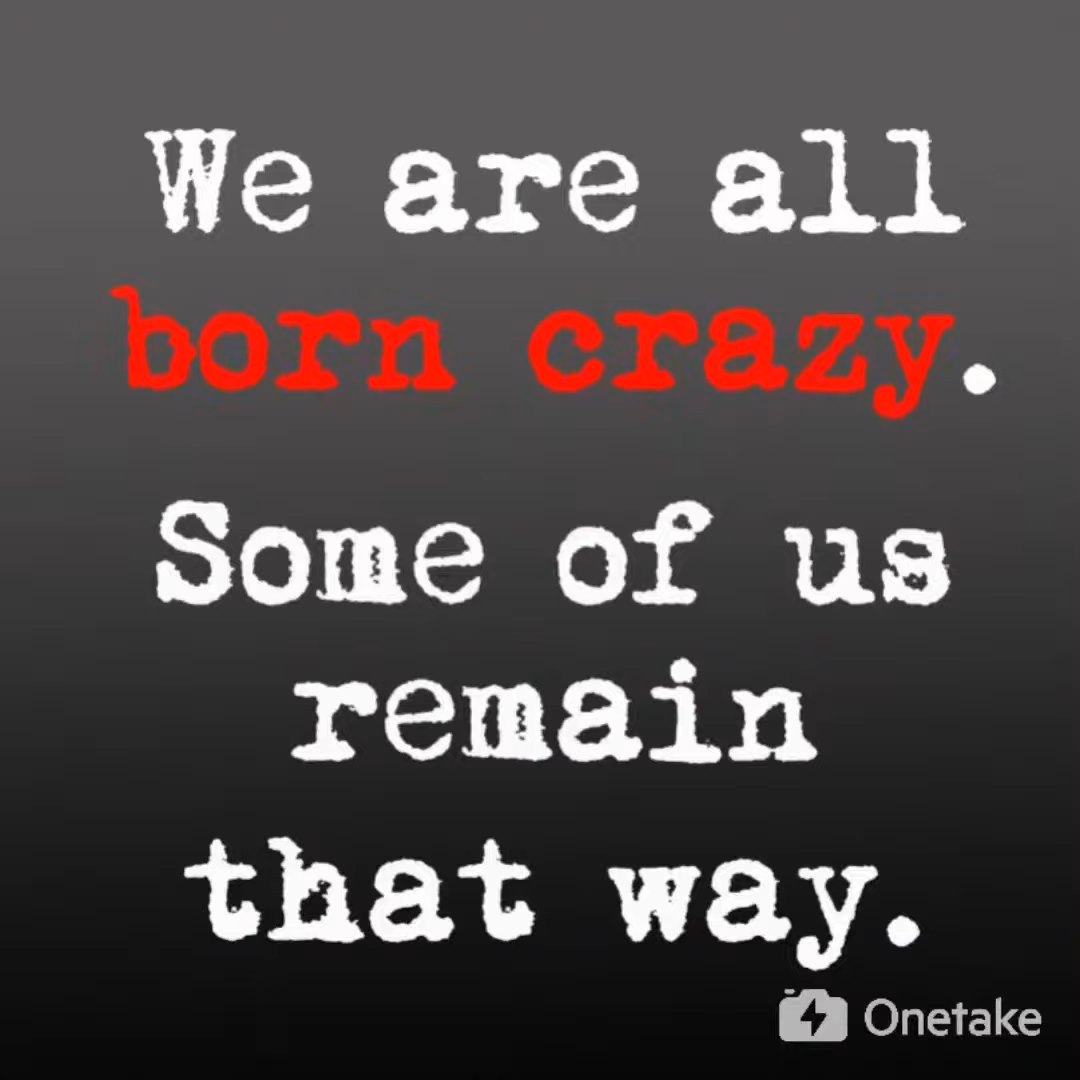 We are all
born crazy.
Some of us
remain
that way.
Onetake